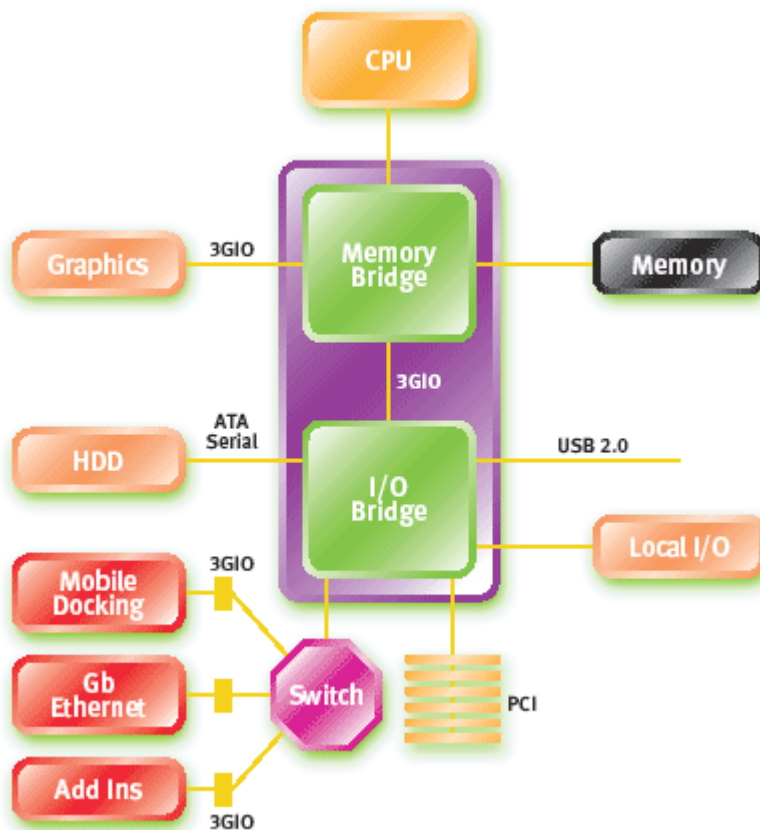 CPU
3GIO
Graphics
Memory
Bridge
Memory
3GIO
ATA
Serial
HDD
USB 2.0
I/O
Bridge
Local I/O
3GIO
Mobile
Docking
Gb
Ethernet
Switch
PCI
Add Ins
3GIO